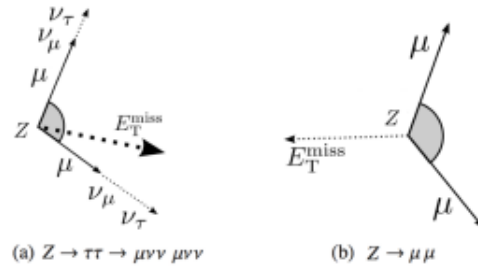 ν_τ
ν_μ
μ
Z
E_T^miss
μ
ν_μ
ν_τ
(a) Z → ττ → μνν μνν
μ
Z
E_T^miss
μ
(b) Z → μμ